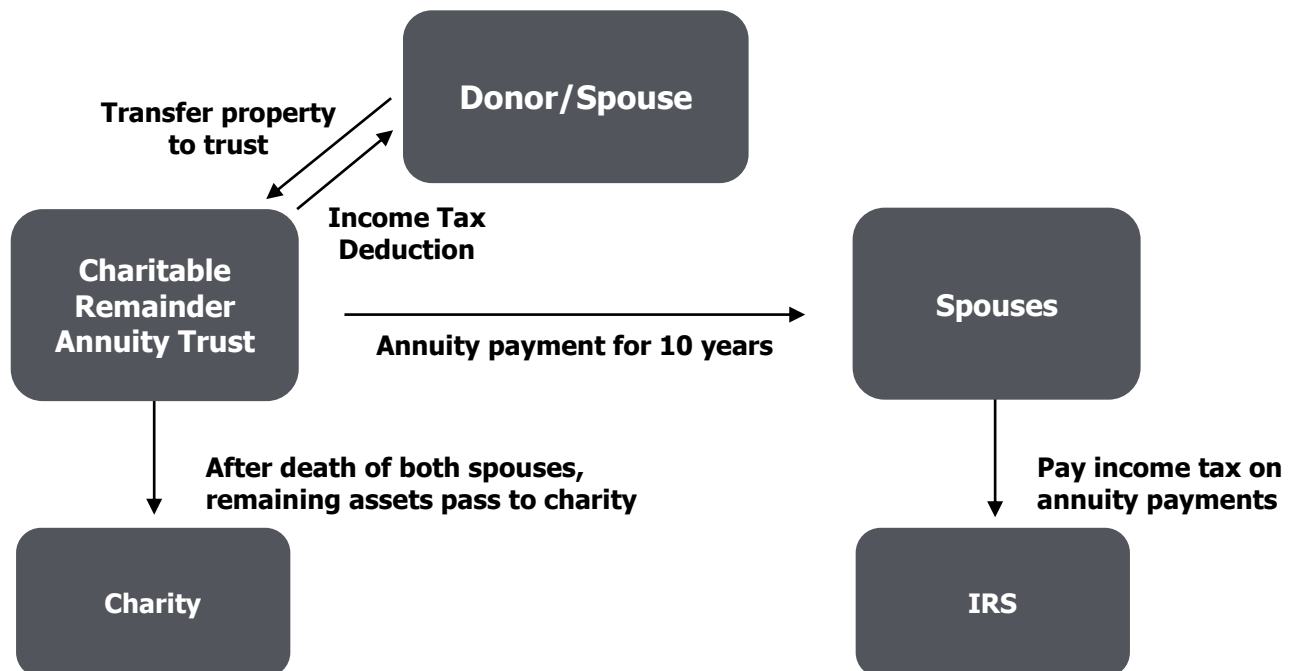 Donor/Spouse
Transfer property
to trust
Income Tax
Deduction
Charitable
Remainder
Annuity Trust
Annuity payment for 10 years
Spouses
After death of both spouses,
remaining assets pass to charity
Pay income tax on
annuity payments
Charity
IRS